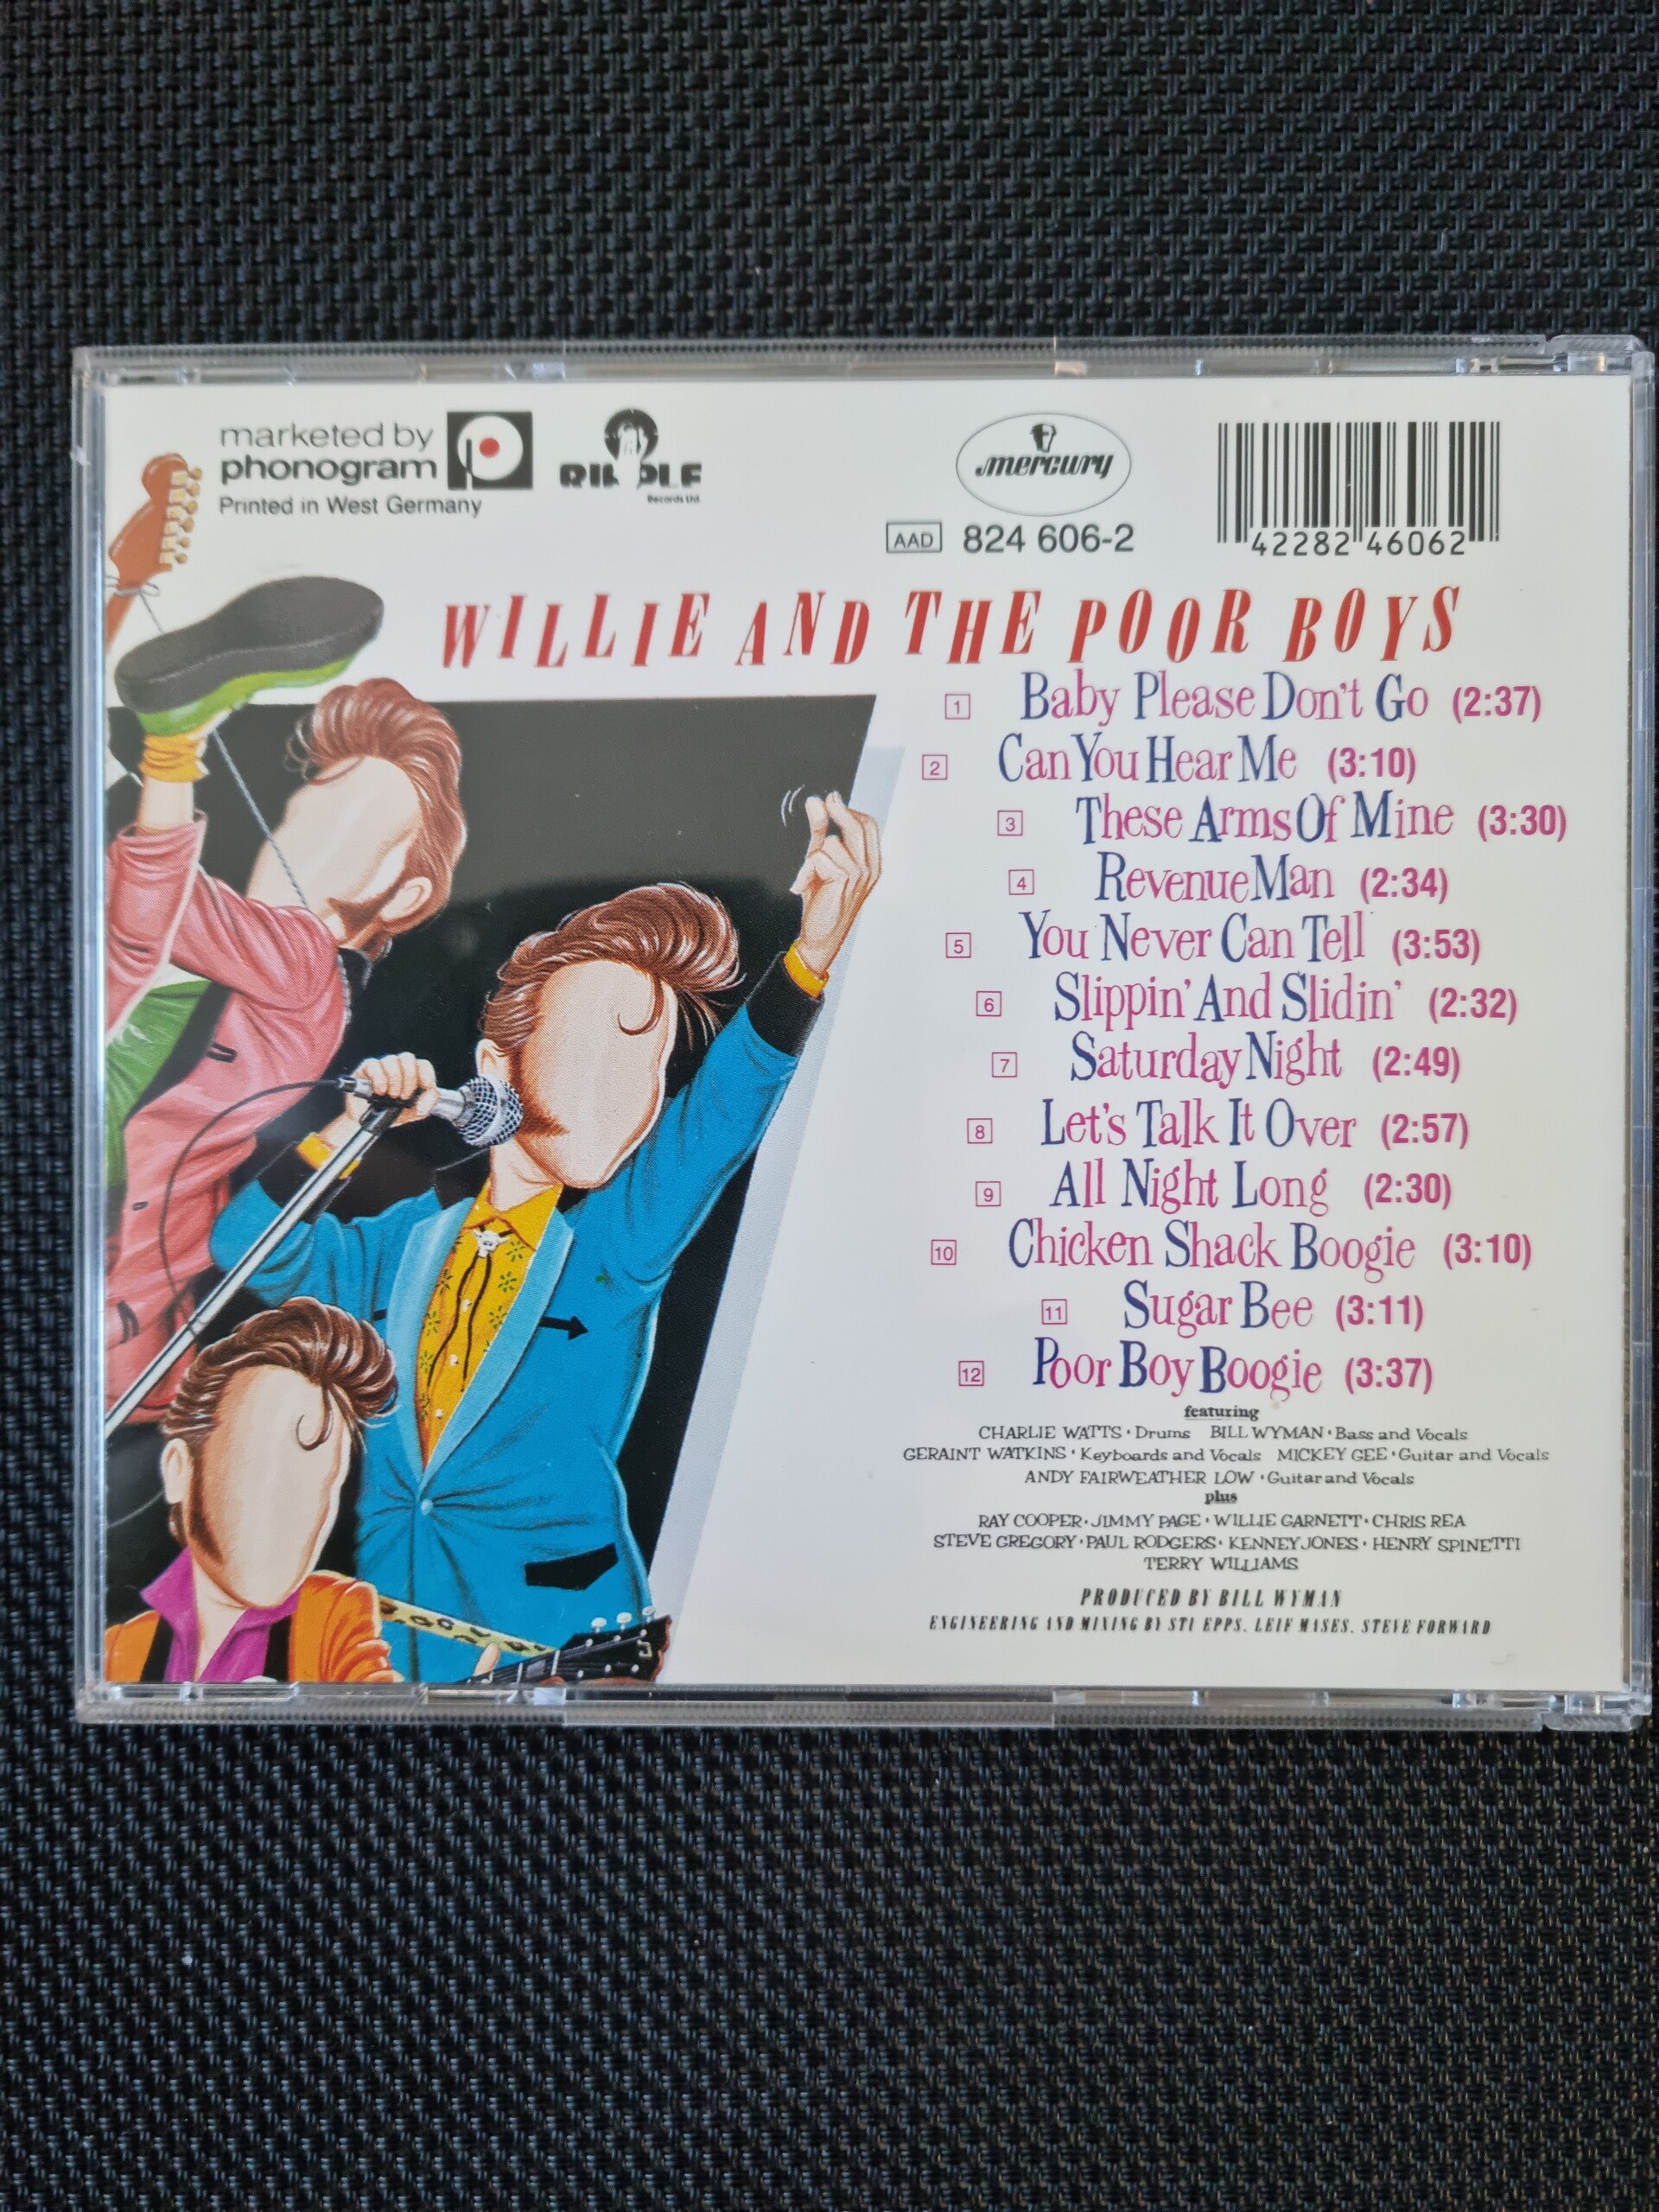 marketed by
phonogram
Printed in West Germany
RIPPLE
Records Ltd.
mercury
AAD 824 606-2
42282 46062
WILLIE AND THE POOR BOYS
1 Baby Please Don't Go (2:37)
2 Can You Hear Me (3:10)
3 These Arms Of Mine (3:30)
4 Revenue Man (2:34)
5 You Never Can Tell (3:53)
6 Slippin' And Slidin' (2:32)
7 Saturday Night (2:49)
8 Let's Talk It Over (2:57)
9 All Night Long (2:30)
10 Chicken Shack Boogie (3:10)
11 Sugar Bee (3:11)
12 Poor Boy Boogie (3:37)
featuring
CHARLIE WATTS · Drums BILL WYMAN · Bass and Vocals
GERAINT WATKINS · Keyboards and Vocals MICKEY GEE · Guitar and Vocals
ANDY FAIRWEATHER LOW · Guitar and Vocals
plus
RAY COOPER · JIMMY PAGE · WILLIE GARNETT · CHRIS REA
STEVE GREGORY · PAUL RODGERS · KENNEY JONES · HENRY SPINETTI
TERRY WILLIAMS
PRODUCED BY BILL WYMAN
ENGINEERING AND MIXING BY STU EPPS. LEIF MASES. STEVE FORWARD